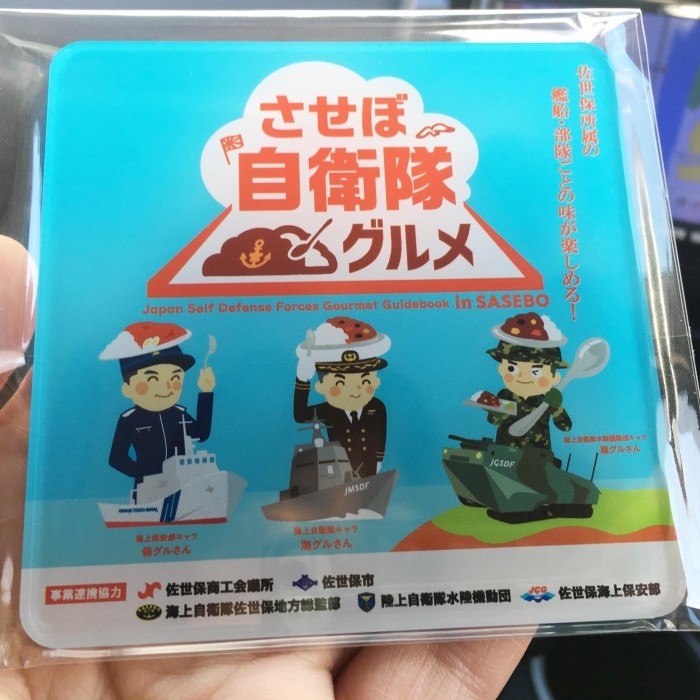 させぼ
自衛隊
グルメ
Japan Self Defense Forces Gourmet Guidebook in SASEBO
佐世保所属の
艦船・部隊ごとの味が楽しめる!
JMSDF
JGSDF
海上保安部キャラ
保グルさん
海上自衛隊キャラ
海グルさん
陸上自衛隊水陸機動団キャラ
陸グルさん
事業連携協力
佐世保商工会議所
佐世保市
海上自衛隊佐世保地方総監部
陸上自衛隊水陸機動団
JCG
佐世保海上保安部